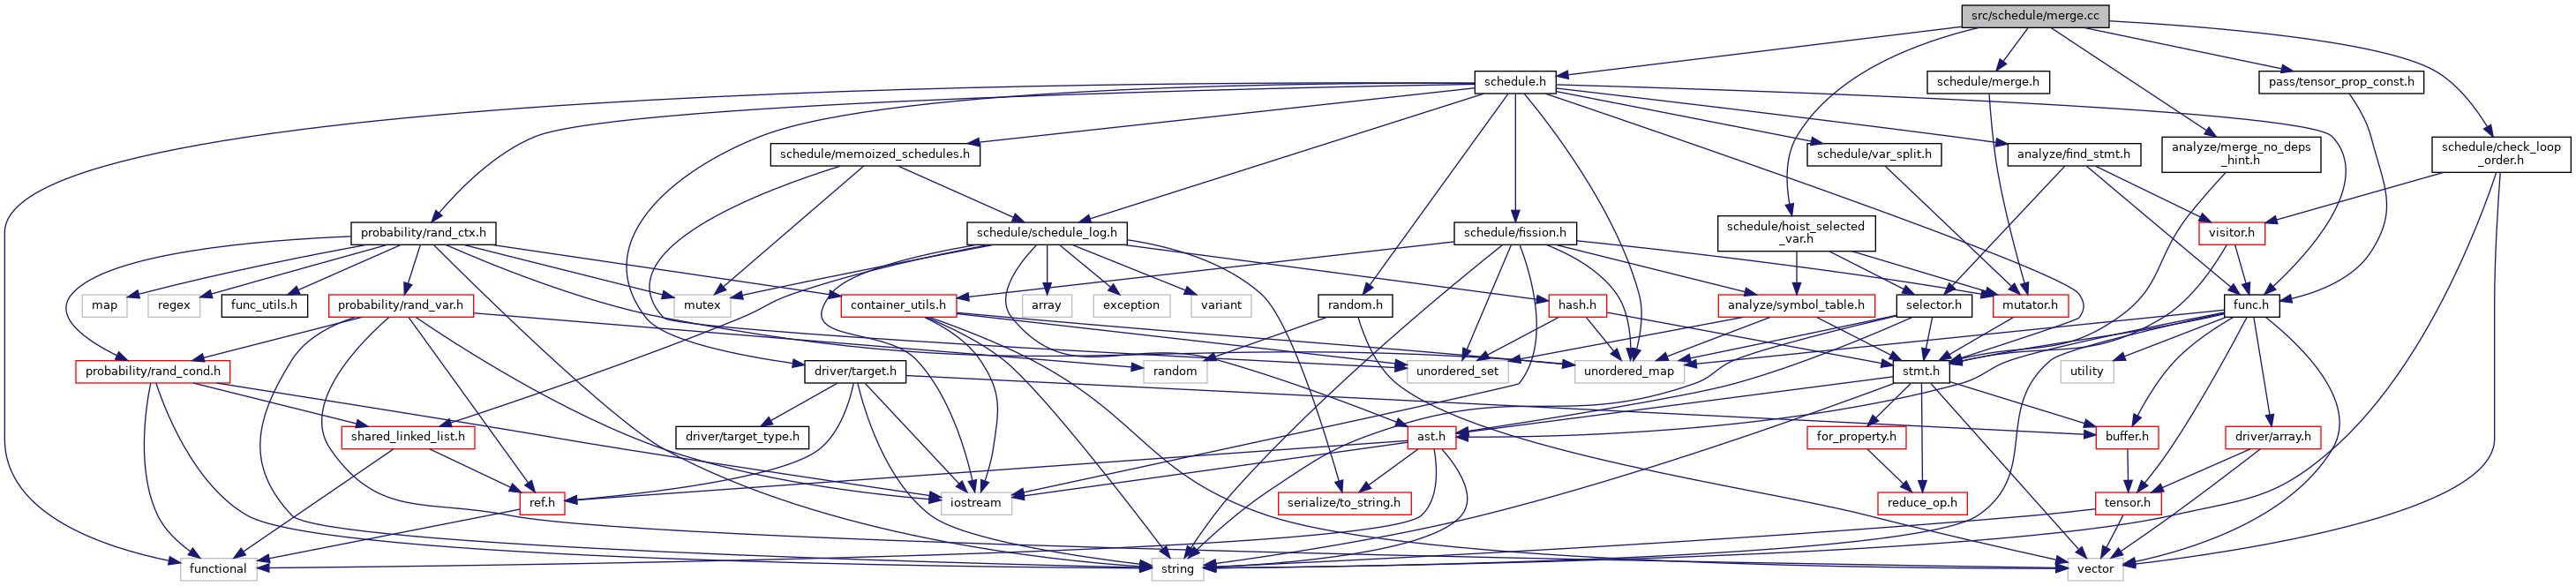 src/schedule/merge.cc
schedule.h
schedule/merge.h
pass/tensor_prop_const.h
schedule/memoized_schedules.h
schedule/var_split.h
analyze/find_stmt.h
analyze/merge_no_deps
_hint.h
schedule/check_loop
_order.h
probability/rand_ctx.h
schedule/schedule_log.h
schedule/fission.h
schedule/hoist_selected
_var.h
visitor.h
map
regex
func_utils.h
probability/rand_var.h
mutex
container_utils.h
array
exception
variant
random.h
hash.h
analyze/symbol_table.h
selector.h
mutator.h
func.h
probability/rand_cond.h
driver/target.h
random
unordered_set
unordered_map
stmt.h
utility
shared_linked_list.h
driver/target_type.h
ast.h
for_property.h
buffer.h
driver/array.h
ref.h
iostream
serialize/to_string.h
reduce_op.h
tensor.h
functional
string
vector